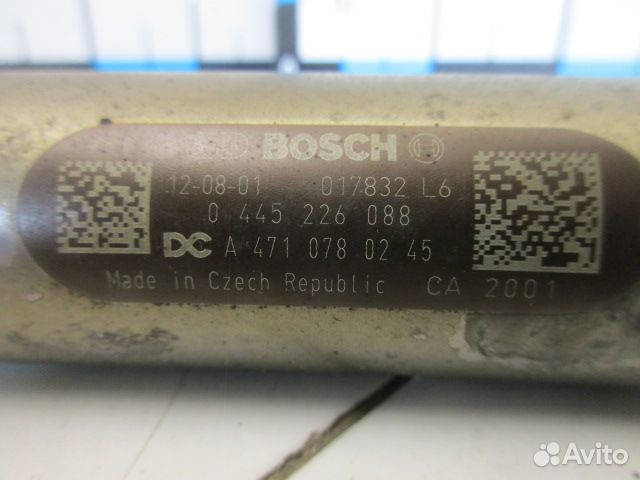 BOSCH
12-08-01 017832 L6
0 445 226 088
DC A 471 078 02 45
Made in Czech Republic CA 2001
Avito